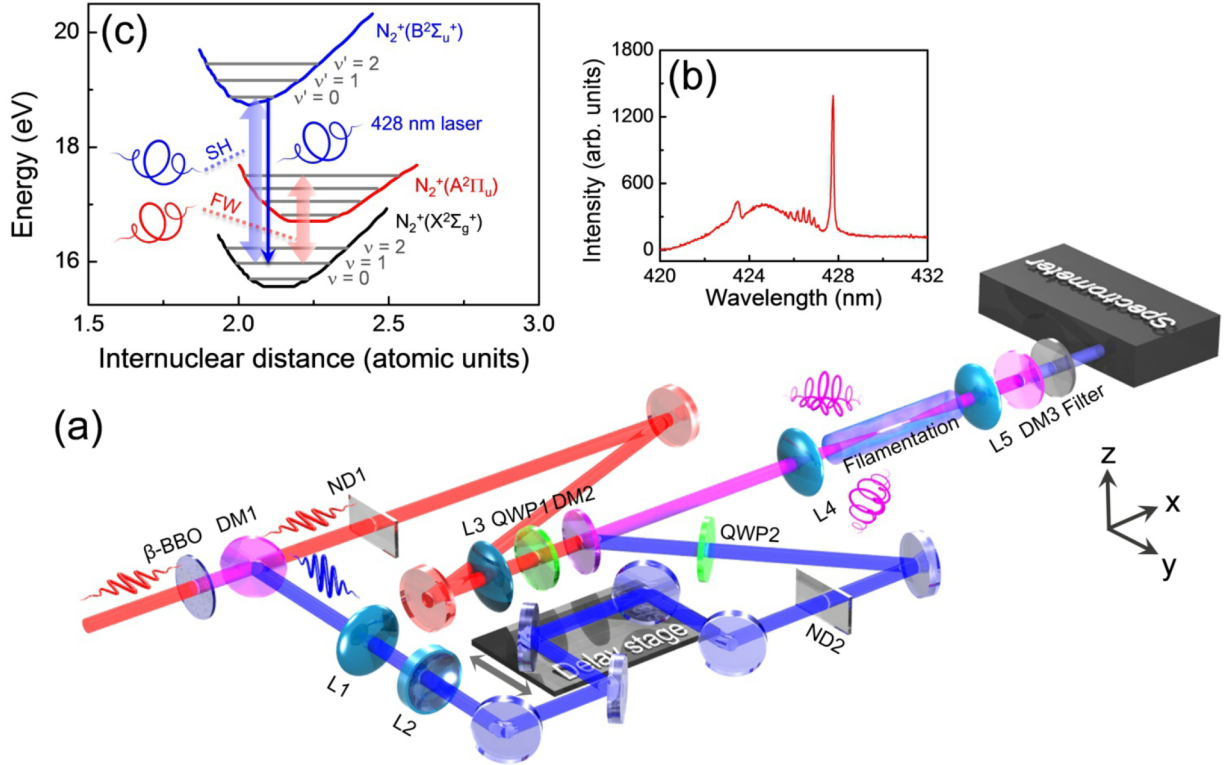 (c)
20
18
16
Energy (eV)
1.5
2.0
2.5
3.0
Internuclear distance (atomic units)
N₂⁺(B²Σᵤ⁺)
ν' = 2
ν' = 1
ν' = 0
428 nm laser
SH
FW
N₂⁺(A²Πᵤ)
N₂⁺(X²Σg⁺)
ν = 2
ν = 1
ν = 0
(b)
1800
1200
600
0
Intensity (arb. units)
420
424
428
432
Wavelength (nm)
(a)
Spectrometer
Filter
DM3
L5
Filamentation
L4
ND1
DM1
β-BBO
L3
QWP1
DM2
QWP2
ND2
Delay stage
L1
L2
z
x
y